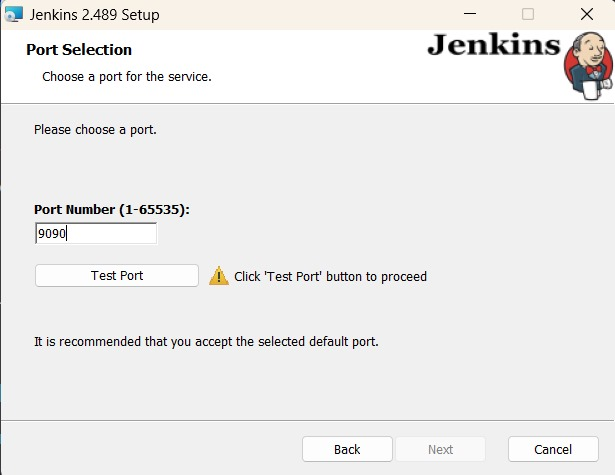 Jenkins 2.489 Setup
Port Selection
Jenkins
Choose a port for the service.
Please choose a port.
Port Number (1-65535):
9090
Test Port
Click 'Test Port' button to proceed
It is recommended that you accept the selected default port.
Back
Next
Cancel